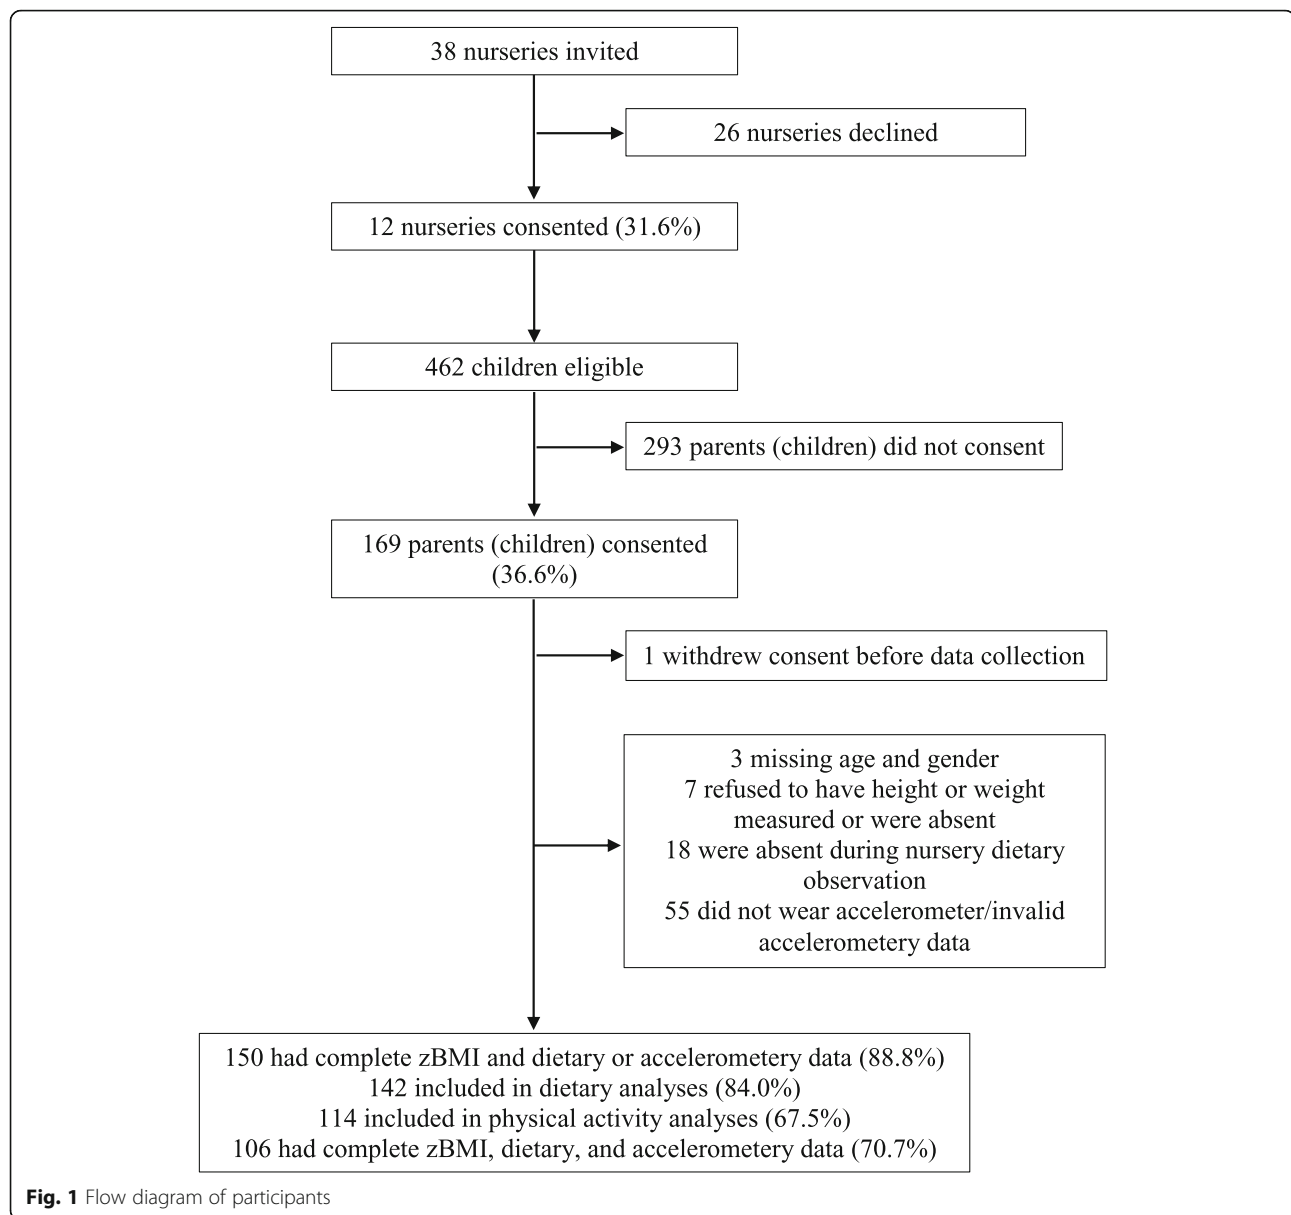 38 nurseries invited
26 nurseries declined
12 nurseries consented (31.6%)
462 children eligible
293 parents (children) did not consent
169 parents (children) consented
(36.6%)
1 withdrew consent before data collection
3 missing age and gender
7 refused to have height or weight
measured or were absent
18 were absent during nursery dietary
observation
55 did not wear accelerometer/invalid
accelerometery data
150 had complete zBMI and dietary or accelerometery data (88.8%)
142 included in dietary analyses (84.0%)
114 included in physical activity analyses (67.5%)
106 had complete zBMI, dietary, and accelerometery data (70.7%)
Fig. 1 Flow diagram of participants